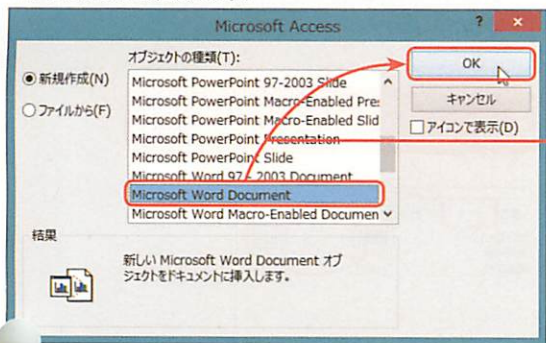 Microsoft Access
?
×
オブジェクトの種類(T):
新規作成(N)
ファイルから(F)
Microsoft PowerPoint 97-2003 Slide
Microsoft PowerPoint Macro-Enabled Pre
Microsoft PowerPoint Macro-Enabled Slid
Microsoft PowerPoint Presentation
Microsoft PowerPoint Slide
Microsoft Word 97 - 2003 Document
Microsoft Word Document
Microsoft Word Macro-Enabled Documen
OK
キャンセル
アイコンで表示(D)
結果
新しい Microsoft Word Document オブ
ジェクトをドキュメントに挿入します。